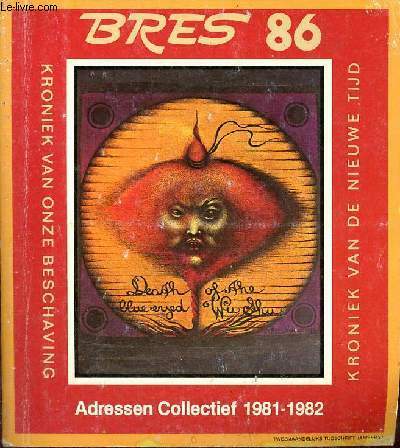 © Le-livre.com
BRES 86
KRONIEK VAN ONZE BESCHAVING
KRONIEK VAN DE NIEUWE TIJD
Death of the
blue eyed
Adressen Collectief 1981-1982
TWEEMAANDELIJKS TIJDSCHRIFT